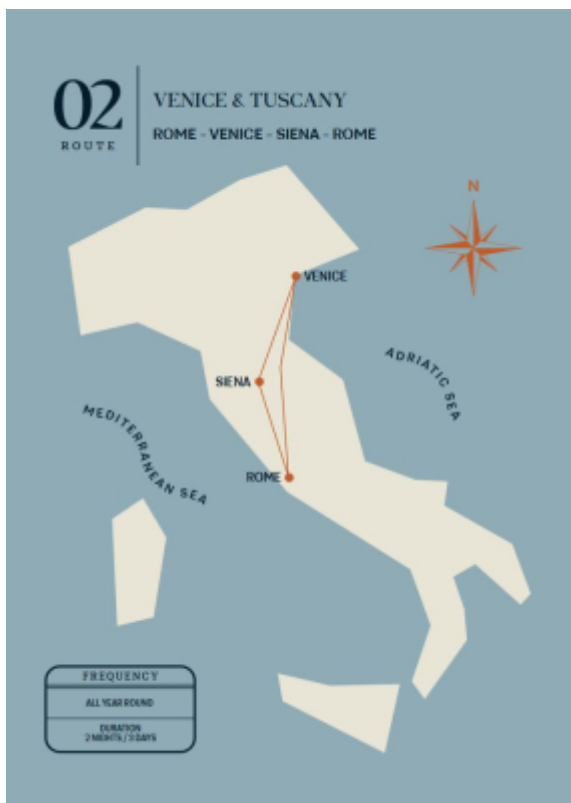 02
ROUTE
VENICE & TUSCANY
ROME - VENICE - SIENA - ROME
N
VENICE
ADRIATIC SEA
SIENA
MEDITERRANEAN SEA
ROME
FREQUENCY
ALL YEAR ROUND
DURATION
2 NIGHTS / 3 DAYS